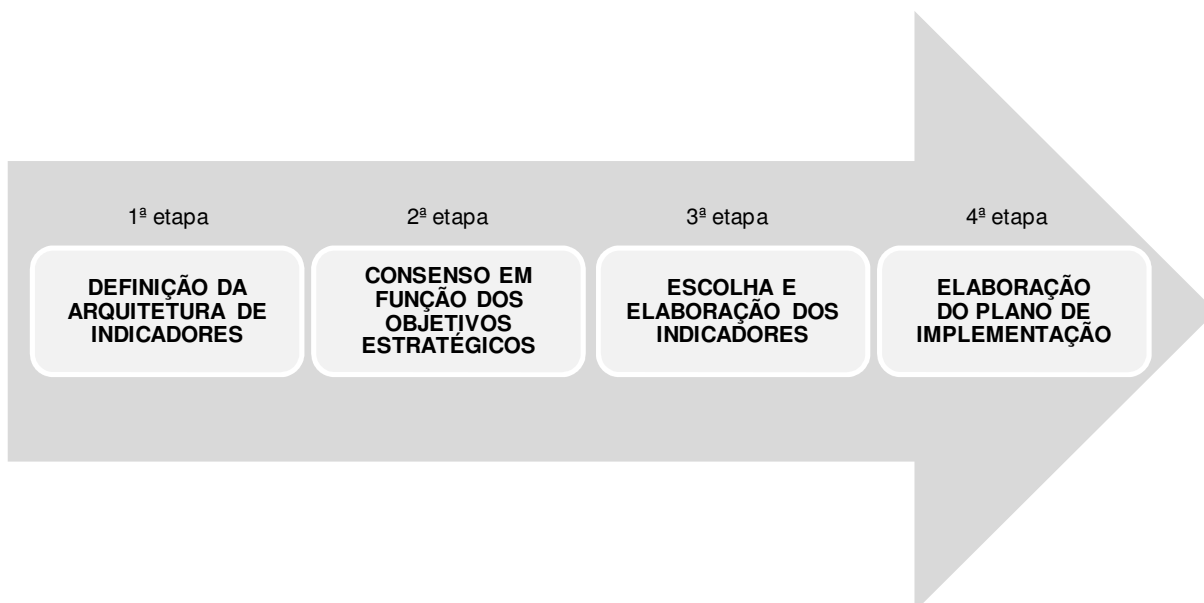 1ª etapa
DEFINIÇÃO DA
ARQUITETURA DE
INDICADORES
2ª etapa
CONSENSO EM
FUNÇÃO DOS
OBJETIVOS
ESTRATÉGICOS
3ª etapa
ESCOLHA E
ELABORAÇÃO DOS
INDICADORES
4ª etapa
ELABORAÇÃO
DO PLANO DE
IMPLEMENTAÇÃO